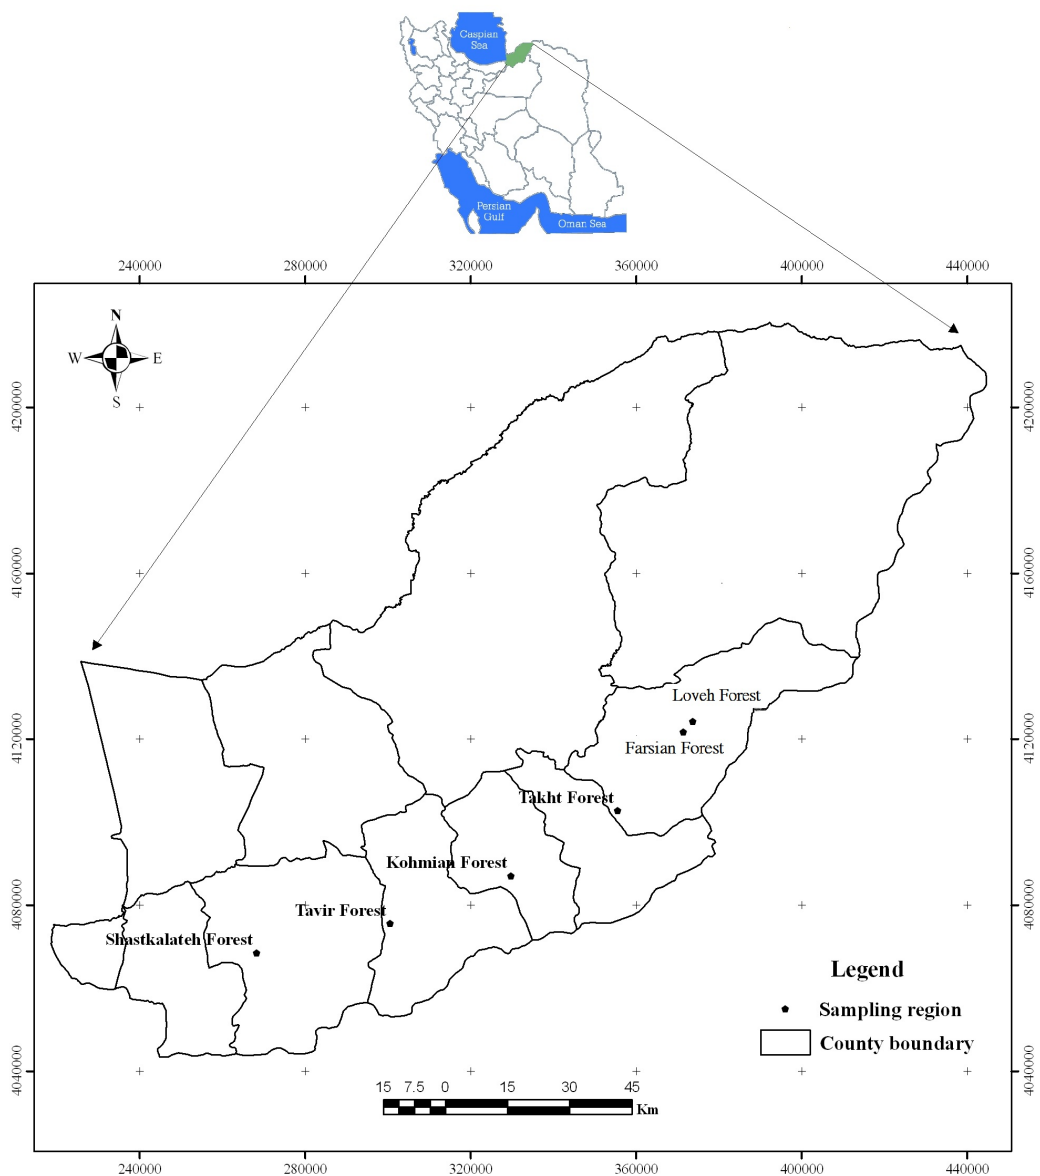 Caspian
Sea
Persian
Gulf
Oman Sea
240000 280000 320000 360000 400000 440000
N
W E
S
4200000 4200000
4160000 4160000
Loveh Forest
4120000 4120000
Farsian Forest
Takht Forest
Kohmian Forest
4080000 4080000
Tavir Forest
Shastkalateh Forest
Legend
Sampling region
County boundary
4040000 4040000
15 7.5 0 15 30 45
Km
240000 280000 320000 360000 400000 440000